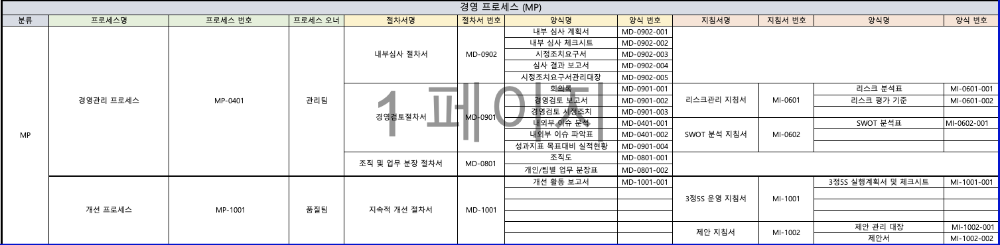 경영 프로세스 (MP)
분류 프로세스명 프로세스 번호 프로세스 오너 절차서명 절차서 번호 양식명 양식 번호 지침서명 지침서 번호 양식명 양식 번호
내부 심사 계획서 MD-0902-001
내부 심사 체크시트 MD-0902-002
내부심사 절차서 MD-0902 시정조치요구서 MD-0902-003
심사 결과 보고서 MD-0902-004
시정조치요구서관리대장 MD-0902-005
회의록 MD-0901-001 리스크 분석표 MI-0601-001
경영관리 프로세스 MP-0401 관리팀 경영검토 보고서 MD-0901-002 리스크관리 지침서 MI-0601 리스크 평가 기준 MI-0601-002
경영검토절차서 MD-0901 경영검토 시정조치 MD-0901-003
1 페이지
내외부 이슈 분석 MD-0401-001 SWOT 분석표 MI-0602-001
MP 내외부 이슈 파악표 MD-0401-002 SWOT 분석 지침서 MI-0602
성과지표 목표대비 실적현황 MD-0901-004
조직 및 업무 분장 절차서 MD-0801 조직도 MD-0801-001
개인/팀별 업무 분장표 MD-0801-002
개선 활동 보고서 MD-1001-001 3정5S 실행계획서 및 체크시트 MI-1001-001
3정5S 운영 지침서 MI-1001
개선 프로세스 MP-1001 품질팀 지속적 개선 절차서 MD-1001
제안 지침서 MI-1002 제안 관리 대장 MI-1002-001
제안서 MI-1002-002